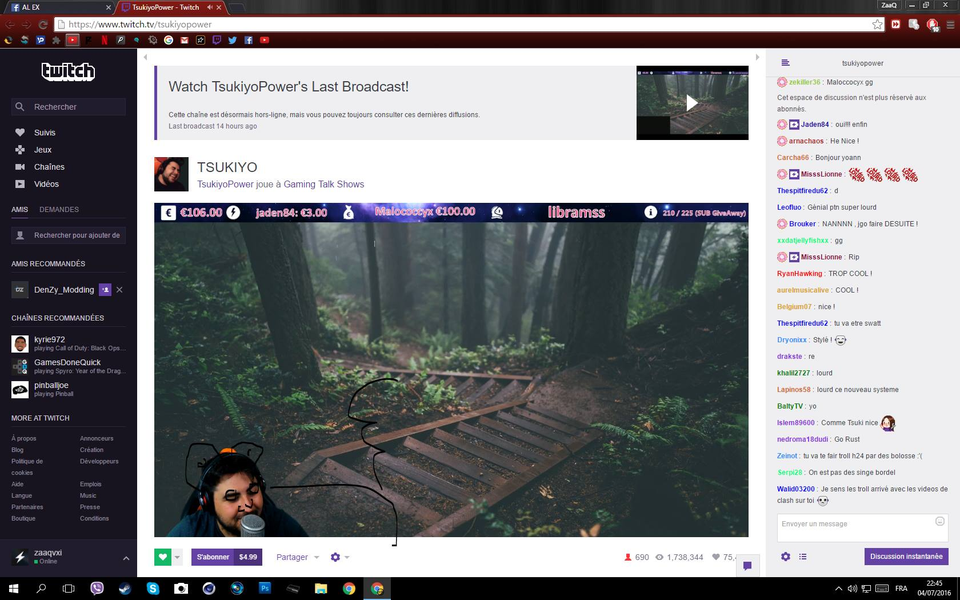 AL EX
TsukiyoPower - Twitch
ZaaQ
https://www.twitch.tv/tsukiyopower
twitch
Rechercher
Suivis
Jeux
Chaînes
Vidéos
AMIS DEMANDES
Rechercher pour ajouter de
AMIS RECOMMANDÉS
DenZy_Modding
CHAÎNES RECOMMANDÉES
kyrie972
playing Call of Duty: Black Ops...
GamesDoneQuick
playing Spyro: Year of the Drag...
pinballjoe
playing Pinball
MORE AT TWITCH
À propos Annonceurs
Blog Création
Politique de cookies Développeurs
Aide Emplois
Langue Music
Partenaires Presse
Boutique Conditions
zaaqvxi
Online
Watch TsukiyoPower's Last Broadcast!
Cette chaîne est désormais hors-ligne, mais vous pouvez toujours consulter ces dernières diffusions.
Last broadcast 14 hours ago
TSUKIYO
TsukiyoPower joue à Gaming Talk Shows
€106.00 jaden84: €3.00 Malococcyx €100.00 libramss 210 / 225 (SUB GiveAway)
S'abonner $4.99 Partager 690 1,738,344
tsukiyopower
zekiller36 : Maloccocyx gg
Cet espace de discussion n'est plus réservé aux
abonnés.
Jaden84 : oui!!! enfin
arnachaos : He Nice !
Carcha66 : Bonjour yoann
MisssLionne :
Thespitfiredu62 : d
Leofluo : Génial ptn super lourd
Brouker : NANNNN , jgo faire DESUITE !
xxdatjellyfishxx : gg
MisssLionne : Rip
RyanHawking : TROP COOL !
aurelmusicalive : COOL !
Belgium07 : nice !
Thespitfiredu62 : tu va etre swatt
Dryonixx : Stylé !
drakste : re
khalil2727 : lourd
Lapinos58 : lourd ce nouveau systeme
BaltyTV : yo
Islem89600 : Comme Tsuki nice
nedroma18dudi : Go Rust
Zeinot : tu va te fair troll h24 par des bolosse :'(
Serpi28 : On est pas des singe bordel
Walid03200 : Je sens les troll arrivé avec les videos de
clash sur toi
Envoyer un message
Discussion instantanée
FRA
22:45
04/07/2016